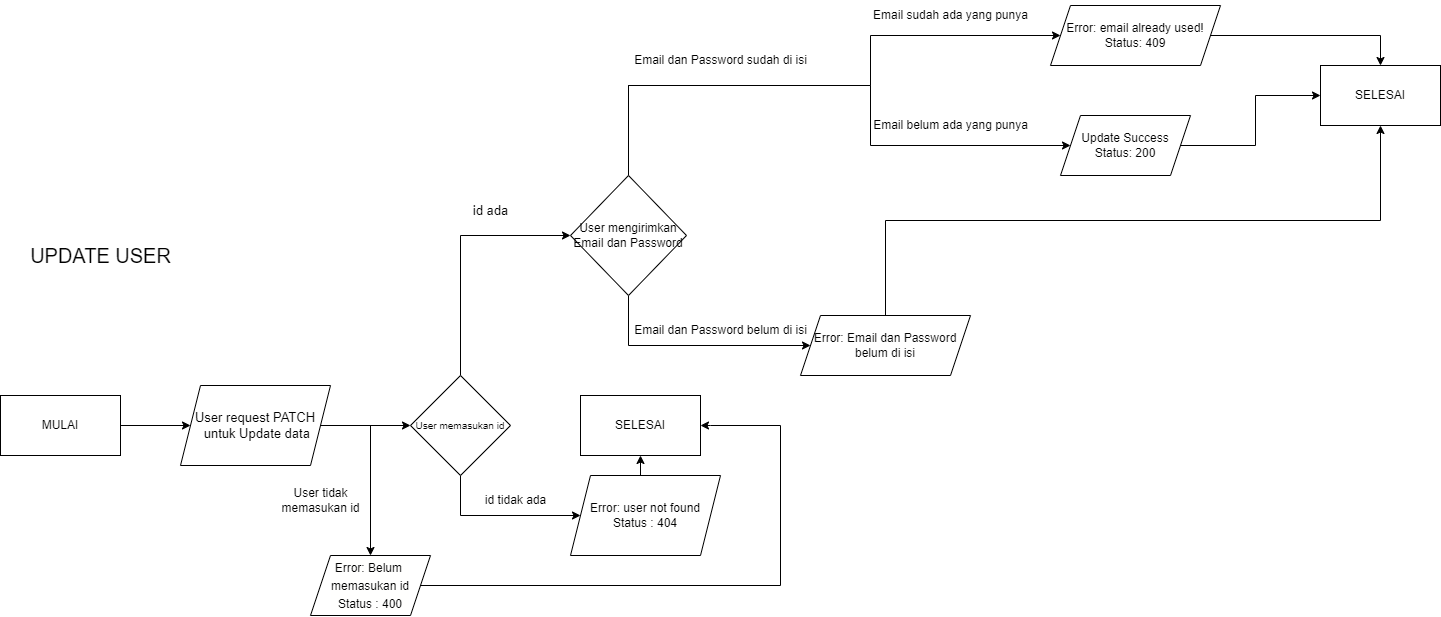 UPDATE USER
MULAI
User request PATCH
untuk Update data
User tidak
memasukan id
Error: Belum
memasukan id
Status : 400
User memasukan id
id tidak ada
Error: user not found
Status : 404
SELESAI
id ada
User mengirimkan
Email dan Password
Email dan Password belum di isi
Error: Email dan Password
belum di isi
Email dan Password sudah di isi
Email sudah ada yang punya
Error: email already used!
Status: 409
Email belum ada yang punya
Update Success
Status: 200
SELESAI